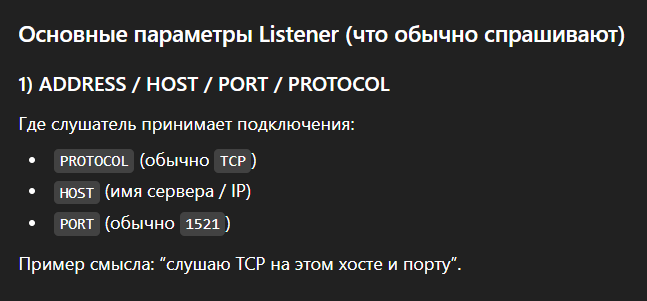 Основные параметры Listener (что обычно спрашивают)
1) ADDRESS / HOST / PORT / PROTOCOL
Где слушатель принимает подключения:
• PROTOCOL (обычно TCP)
• HOST (имя сервера / IP)
• PORT (обычно 1521)
Пример смысла: “слушаю TCP на этом хосте и порту”.